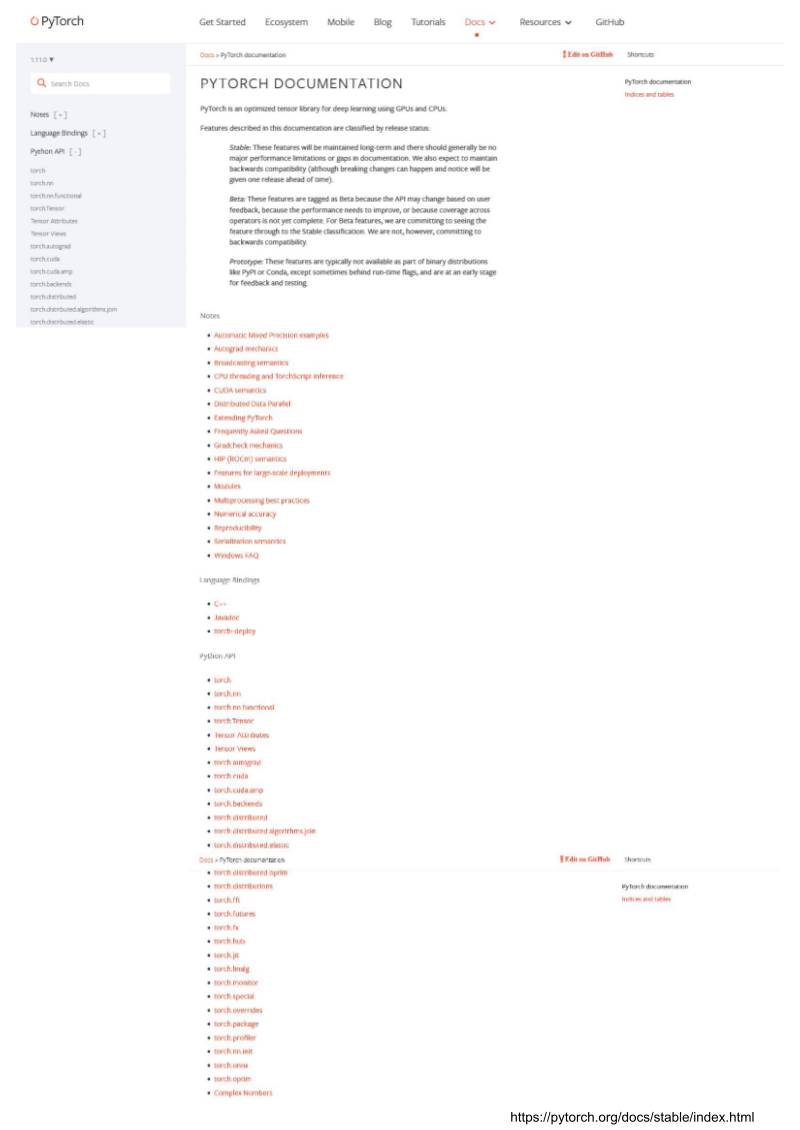 PyTorch
Get Started Ecosystem Mobile Blog Tutorials Docs Resources GitHub
1.11.0 ▼
Search Docs
Notes [ + ]
Language Bindings [ + ]
Python API [ - ]
torch
torch.nn
torch.nn.functional
torch.Tensor
Tensor Attributes
Tensor Views
torch.autograd
torch.cuda
torch.cuda.amp
torch.backends
torch.distributed
torch.distributed.algorithms.join
torch.distributed.elastic
Docs > PyTorch documentation
Edit on GitHub
Shortcuts
PYTORCH DOCUMENTATION
PyTorch is an optimized tensor library for deep learning using GPUs and CPUs.
Features described in this documentation are classified by release status:
Stable: These features will be maintained long-term and there should generally be no
major performance limitations or gaps in documentation. We also expect to maintain
backwards compatibility (although breaking changes can happen and notice will be
given one release ahead of time).
Beta: These features are tagged as Beta because the API may change based on user
feedback, because the performance needs to improve, or because coverage across
operators is not yet complete. For Beta features, we are committing to seeing the
feature through to the Stable classification. We are not, however, committing to
backwards compatibility.
Prototype: These features are typically not available as part of binary distributions
like PyPI or Conda, except sometimes behind run-time flags, and are at an early stage
for feedback and testing.
PyTorch documentation
Indices and tables
Notes
• Automatic Mixed Precision examples
• Autograd mechanics
• Broadcasting semantics
• CPU threading and TorchScript inference
• CUDA semantics
• Distributed Data Parallel
• Extending PyTorch
• Frequently Asked Questions
• Gradcheck mechanics
• HIP (ROCm) semantics
• Features for large-scale deployments
• Modules
• Multiprocessing best practices
• Numerical accuracy
• Reproducibility
• Serialization semantics
• Windows FAQ
Language Bindings
• C++
• Javadoc
• torch::deploy
Python API
• torch
• torch.nn
• torch.nn.functional
• torch.Tensor
• Tensor Attributes
• Tensor Views
• torch.autograd
• torch.cuda
• torch.cuda.amp
• torch.backends
• torch.distributed
• torch.distributed.algorithms.join
• torch.distributed.elastic
Docs > PyTorch documentation
Edit on GitHub
Shortcuts
• torch.distributed.optim
• torch.distributions
• torch.fft
• torch.futures
• torch.fx
• torch.hub
• torch.jit
• torch.linalg
• torch.monitor
• torch.special
• torch.overrides
• torch.package
• torch.profiler
• torch.nn.init
• torch.onnx
• torch.optim
• Complex Numbers
PyTorch documentation
Indices and tables
https://pytorch.org/docs/stable/index.html